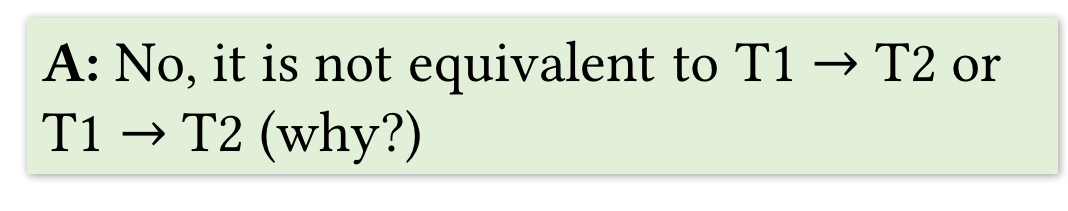 A: No, it is not equivalent to T1 → T2 or
T1 → T2 (why?)